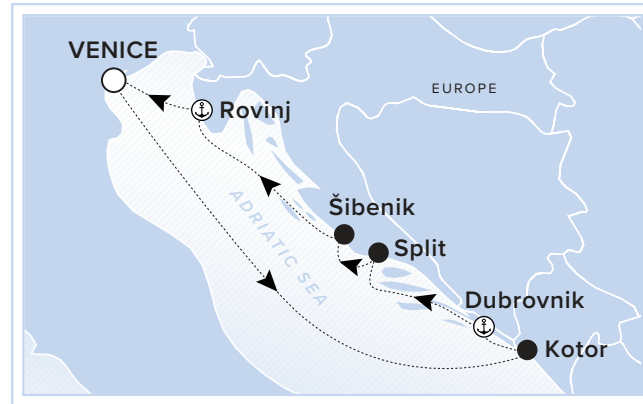 VENICE
EUROPE
Rovinj
ADRIATIC SEA
Šibenik
Split
Dubrovnik
Kotor